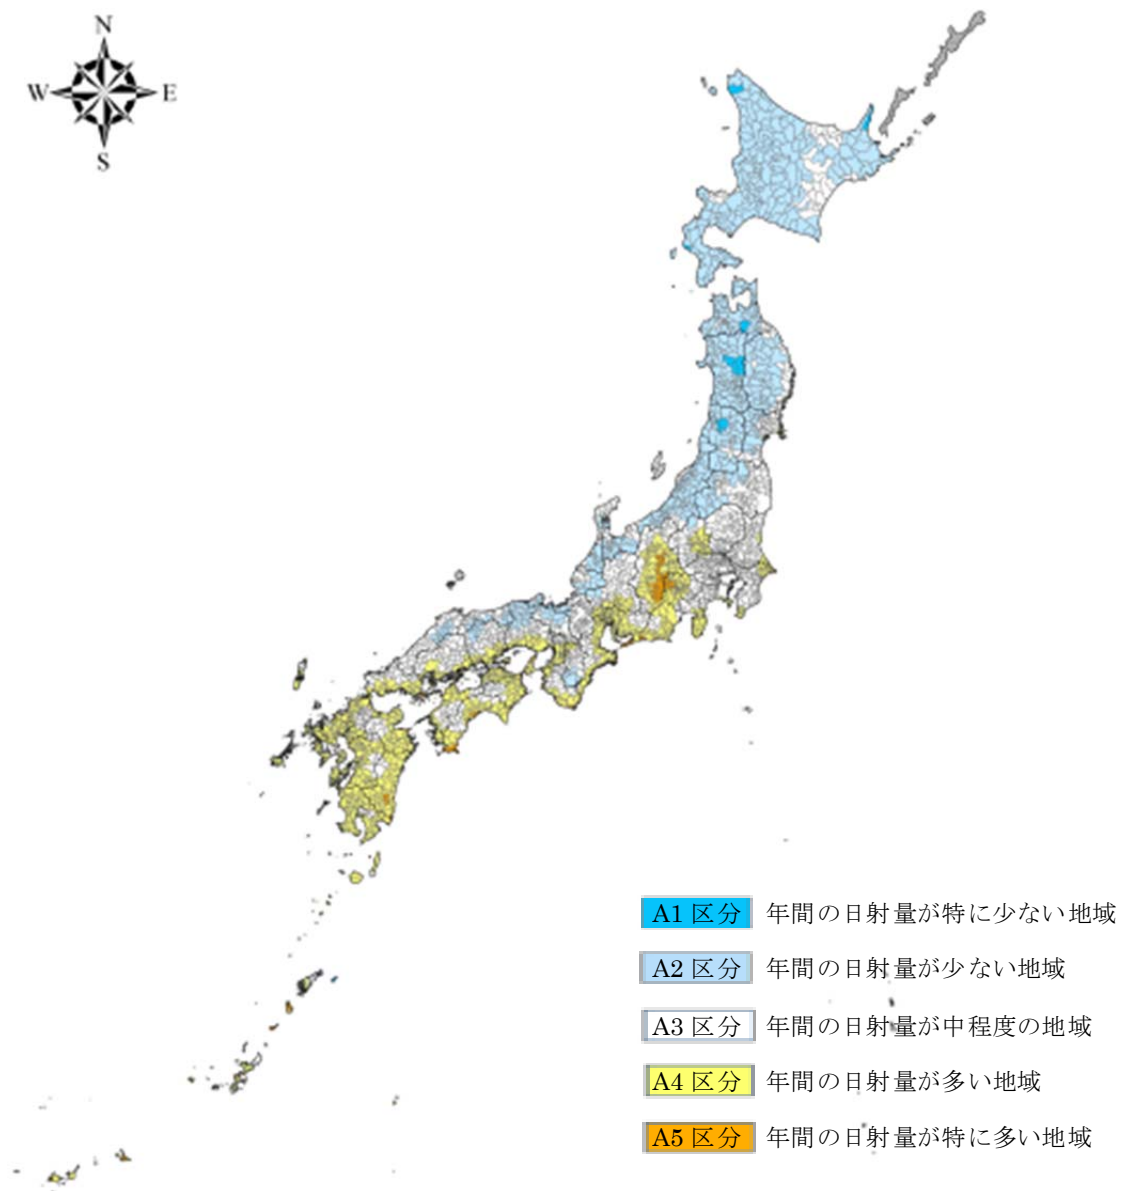 N
W E
S
A1 区分 年間の日射量が特に少ない地域
A2 区分 年間の日射量が少ない地域
A3 区分 年間の日射量が中程度の地域
A4 区分 年間の日射量が多い地域
A5 区分 年間の日射量が特に多い地域